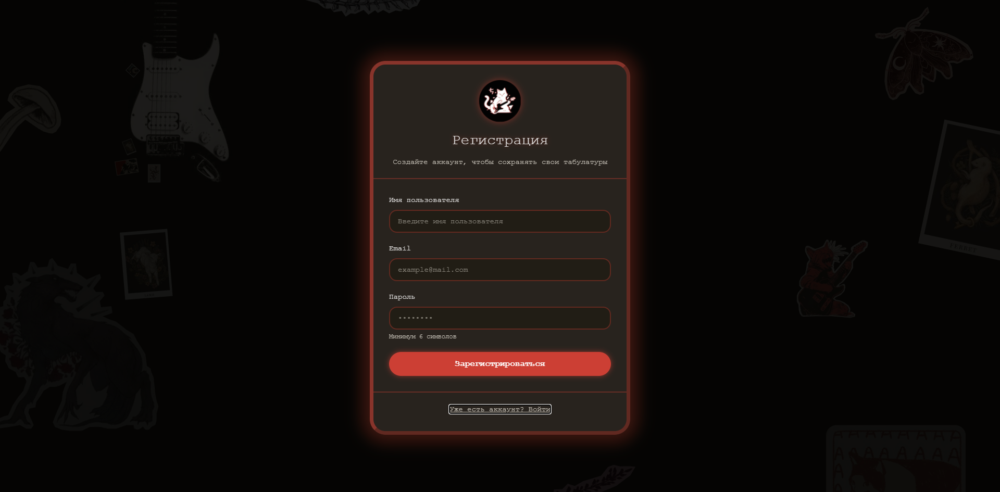 Регистрация
Создайте аккаунт, чтобы сохранять свои табулатуры
Имя пользователя
Введите имя пользователя
Email
example@mail.com
Пароль
••••••••
Минимум 6 символов
Зарегистрироваться
Уже есть аккаунт? Войти
FERRET